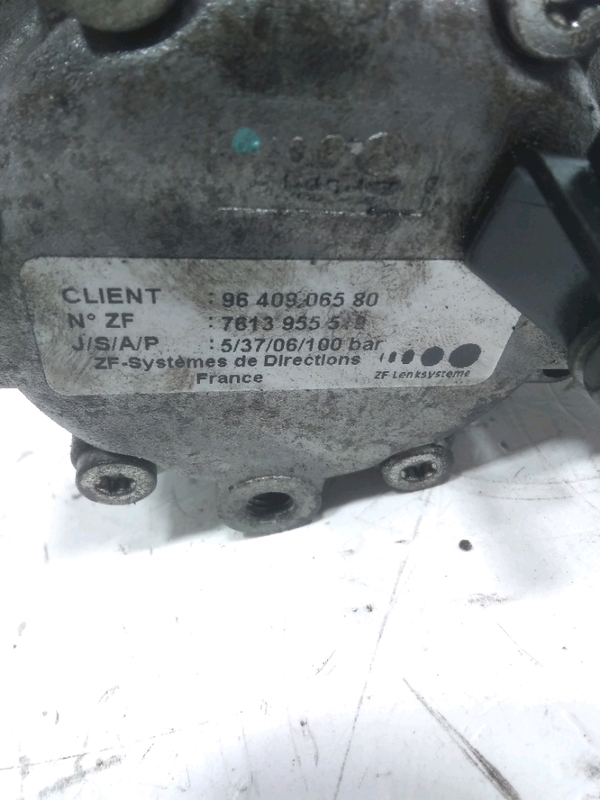 CLIENT : 96 409 065 80
N° ZF : 7613 955
J/S/A/P : 5/37/06/100 bar
ZF-Systèmes de Directions
France
ZF Lenksysteme